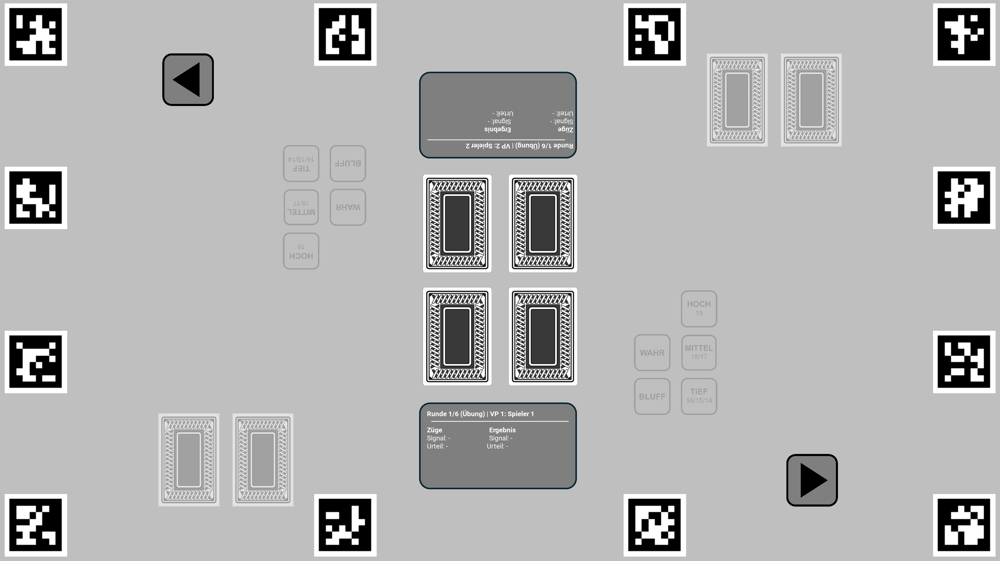 Runde 1/6 (Übung) | VP 2: Spieler 2
Züge Ergebnis
Signal: - Signal: -
Urteil: - Urteil: -
HOCH
19
MITTEL
18/17
WAHR
TIEF
16/15/14
BLUFF
HOCH
19
WAHR
MITTEL
18/17
BLUFF
TIEF
16/15/14
Runde 1/6 (Übung) | VP 1: Spieler 1
Züge Ergebnis
Signal: - Signal: -
Urteil: - Urteil: -